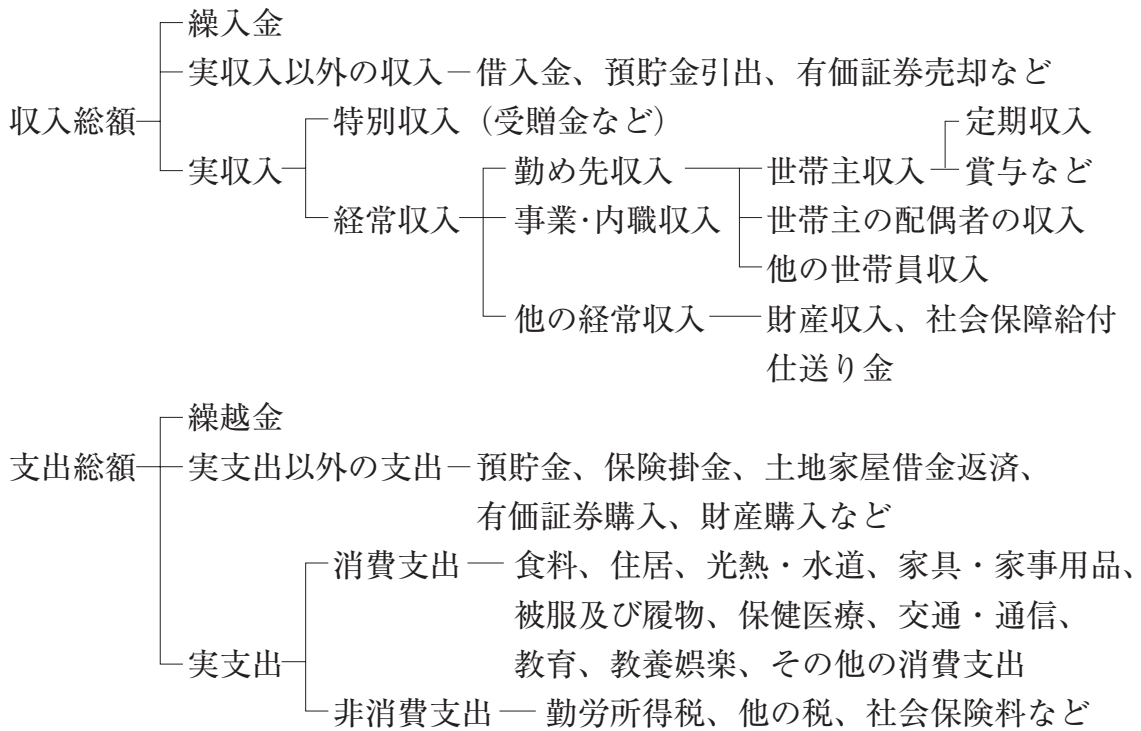 繰入金
実収入以外の収入－借入金、預貯金引出、有価証券売却など
収入総額
特別収入（受贈金など）
定期収入
実収入
勤め先収入
世帯主収入
賞与など
経常収入
事業・内職収入
世帯主の配偶者の収入
他の世帯員収入
他の経常収入
財産収入、社会保障給付
仕送り金
繰越金
支出総額
実支出以外の支出－預貯金、保険掛金、土地家屋借金返済、
有価証券購入、財産購入など
消費支出
食料、住居、光熱・水道、家具・家事用品、
被服及び履物、保健医療、交通・通信、
実支出
教育、教養娯楽、その他の消費支出
非消費支出
勤労所得税、他の税、社会保険料など